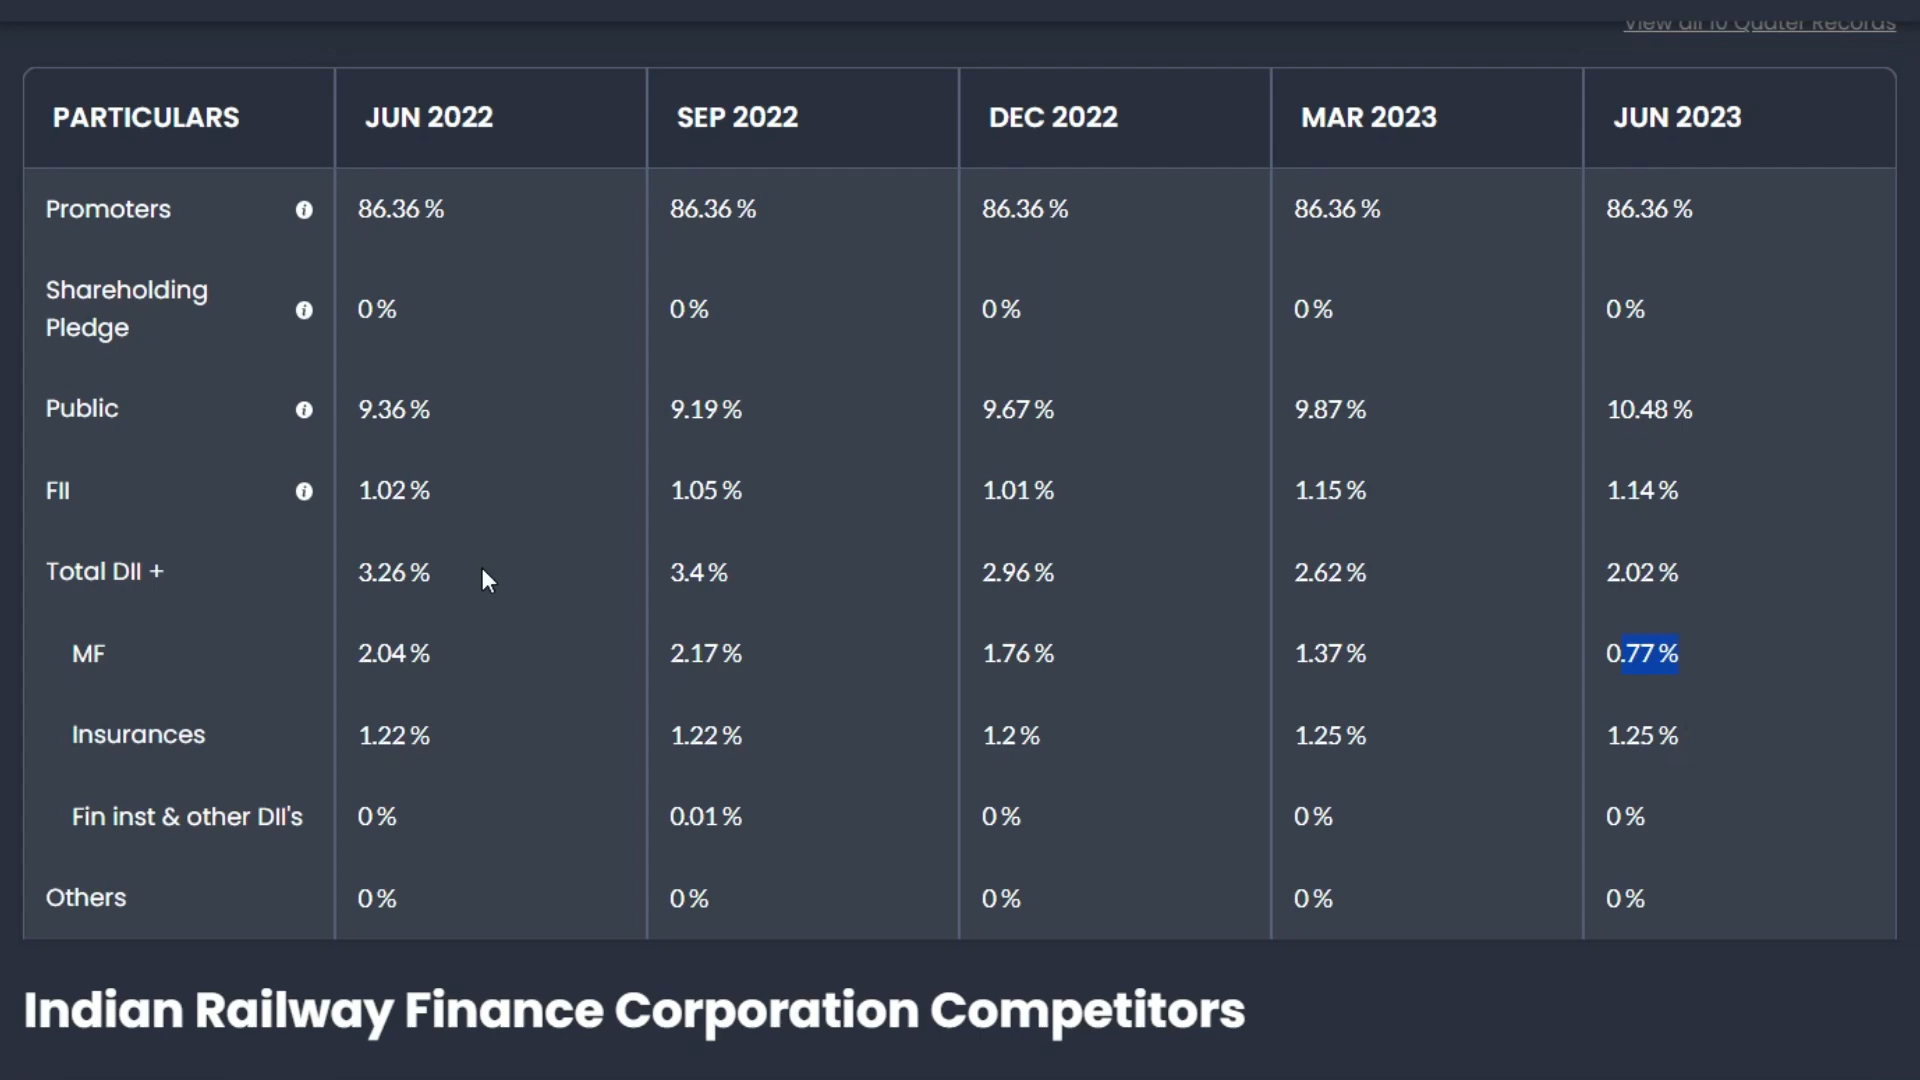 View all 10 Quater Records
PARTICULARS JUN 2022 SEP 2022 DEC 2022 MAR 2023 JUN 2023
Promoters 86.36 % 86.36 % 86.36 % 86.36 % 86.36 %
Shareholding
Pledge 0 % 0 % 0 % 0 % 0 %
Public 9.36 % 9.19 % 9.67 % 9.87 % 10.48 %
FII 1.02 % 1.05 % 1.01 % 1.15 % 1.14 %
Total DII + 3.26 % 3.4 % 2.96 % 2.62 % 2.02 %
MF 2.04 % 2.17 % 1.76 % 1.37 % 0.77 %
Insurances 1.22 % 1.22 % 1.2 % 1.25 % 1.25 %
Fin inst & other DII's 0 % 0.01 % 0 % 0 % 0 %
Others 0 % 0 % 0 % 0 % 0 %
Indian Railway Finance Corporation Competitors